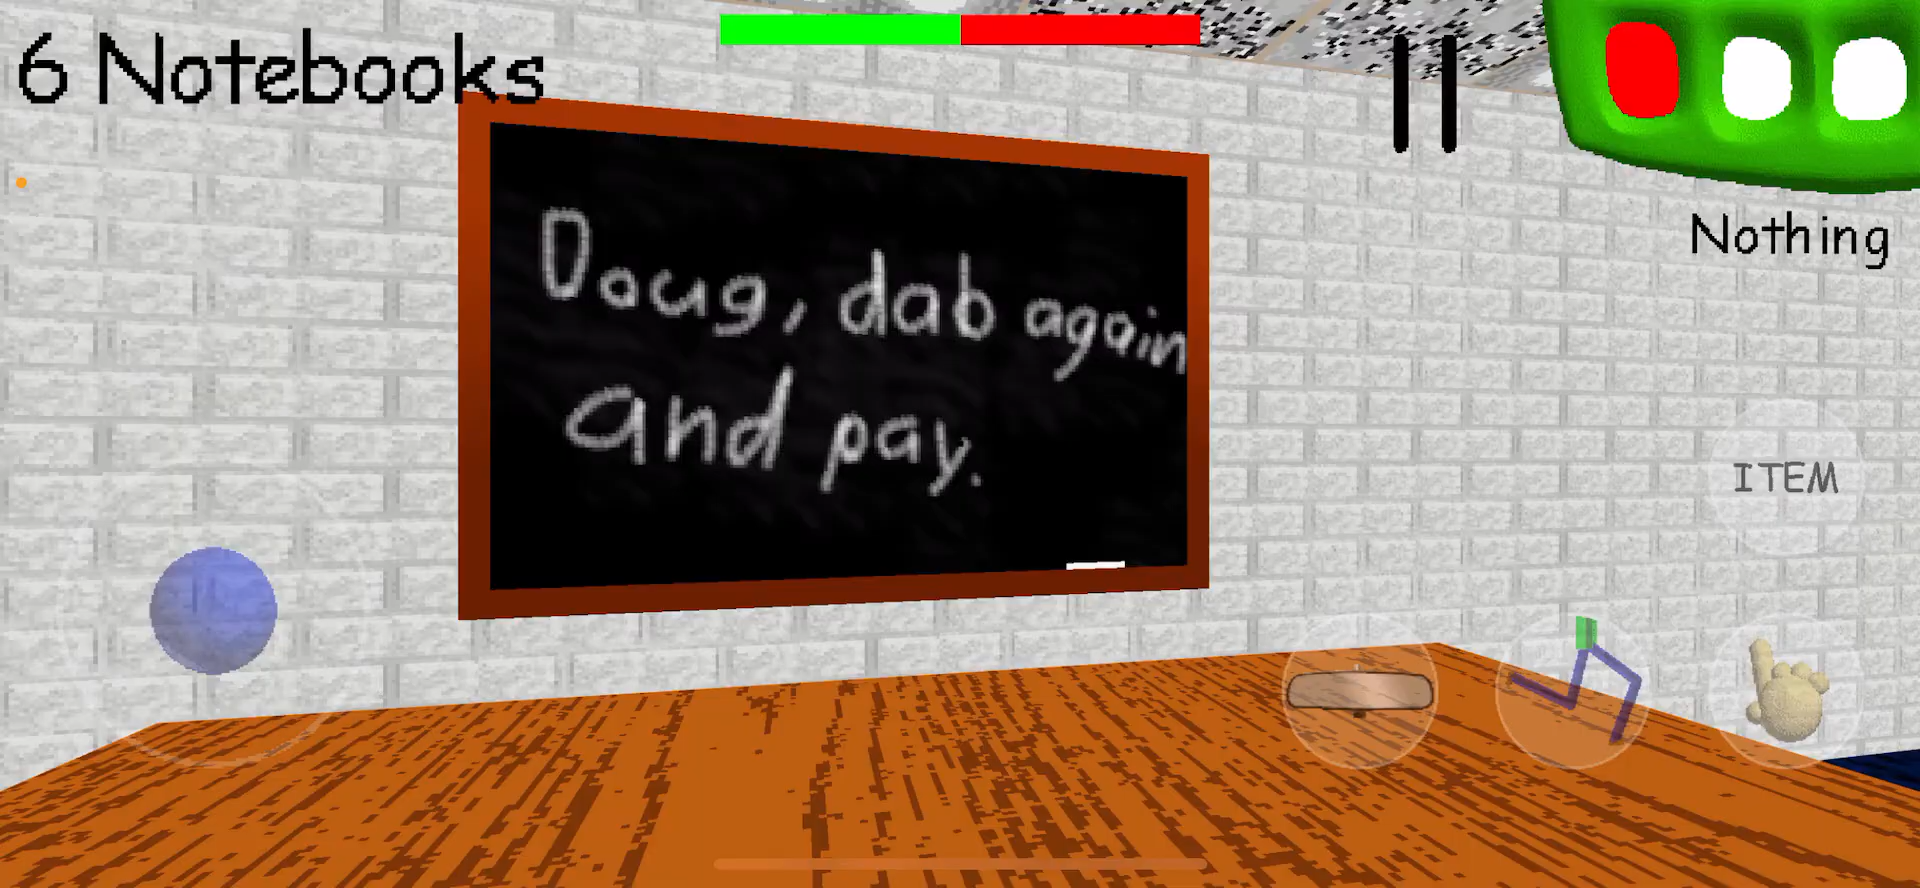 6 Notebooks
Nothing
Doug, dab again
and pay.
ITEM